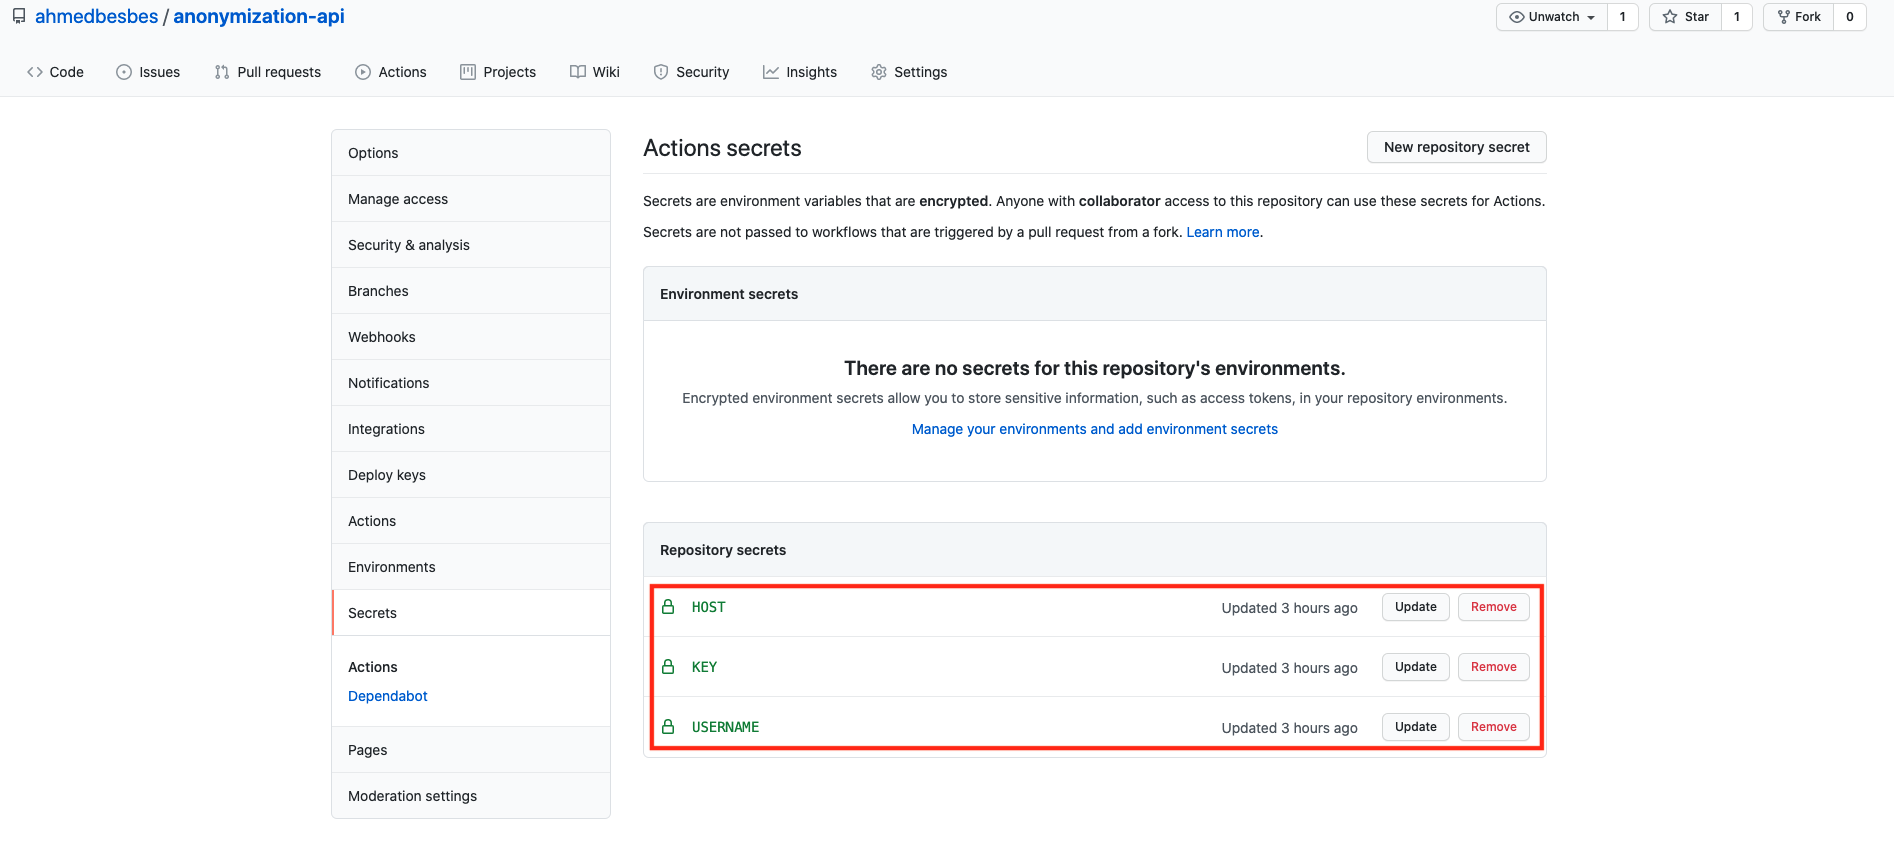 ahmedbesbes / anonymization-api
Unwatch 1 Star 1 Fork 0
Code Issues Pull requests Actions Projects Wiki Security Insights Settings
Options
Manage access
Security & analysis
Branches
Webhooks
Notifications
Integrations
Deploy keys
Actions
Environments
Secrets
Actions
Dependabot
Pages
Moderation settings
Actions secrets
New repository secret
Secrets are environment variables that are encrypted. Anyone with collaborator access to this repository can use these secrets for Actions.
Secrets are not passed to workflows that are triggered by a pull request from a fork. Learn more.
Environment secrets
There are no secrets for this repository's environments.
Encrypted environment secrets allow you to store sensitive information, such as access tokens, in your repository environments.
Manage your environments and add environment secrets
Repository secrets
HOST Updated 3 hours ago Update Remove
KEY Updated 3 hours ago Update Remove
USERNAME Updated 3 hours ago Update Remove